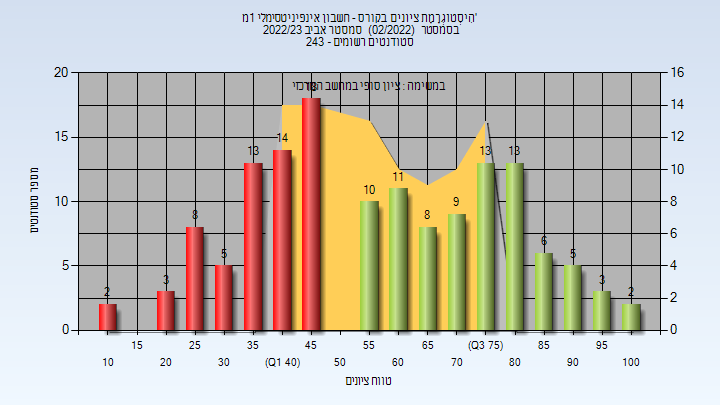 היסטוגרמת ציונים בקורס - חשבון אינפיניטסימלי 1מ'
בסמסטר (02/2022) סמסטר אביב 2022/23
סטודנטים רשומים - 243
במשימה: ציון סופי במחשב המרכזי
מספר סטודנטים
20 15 10 5 0
16 14 12 10 8 6 4 2 0
2 3 8 5 13 14 18 10 11 8 9 13 13 6 5 3 2
15 25 35 45 55 65 (Q3 75) 85 95
10 20 30 (Q1 40) 50 60 70 80 90 100
טווח ציונים